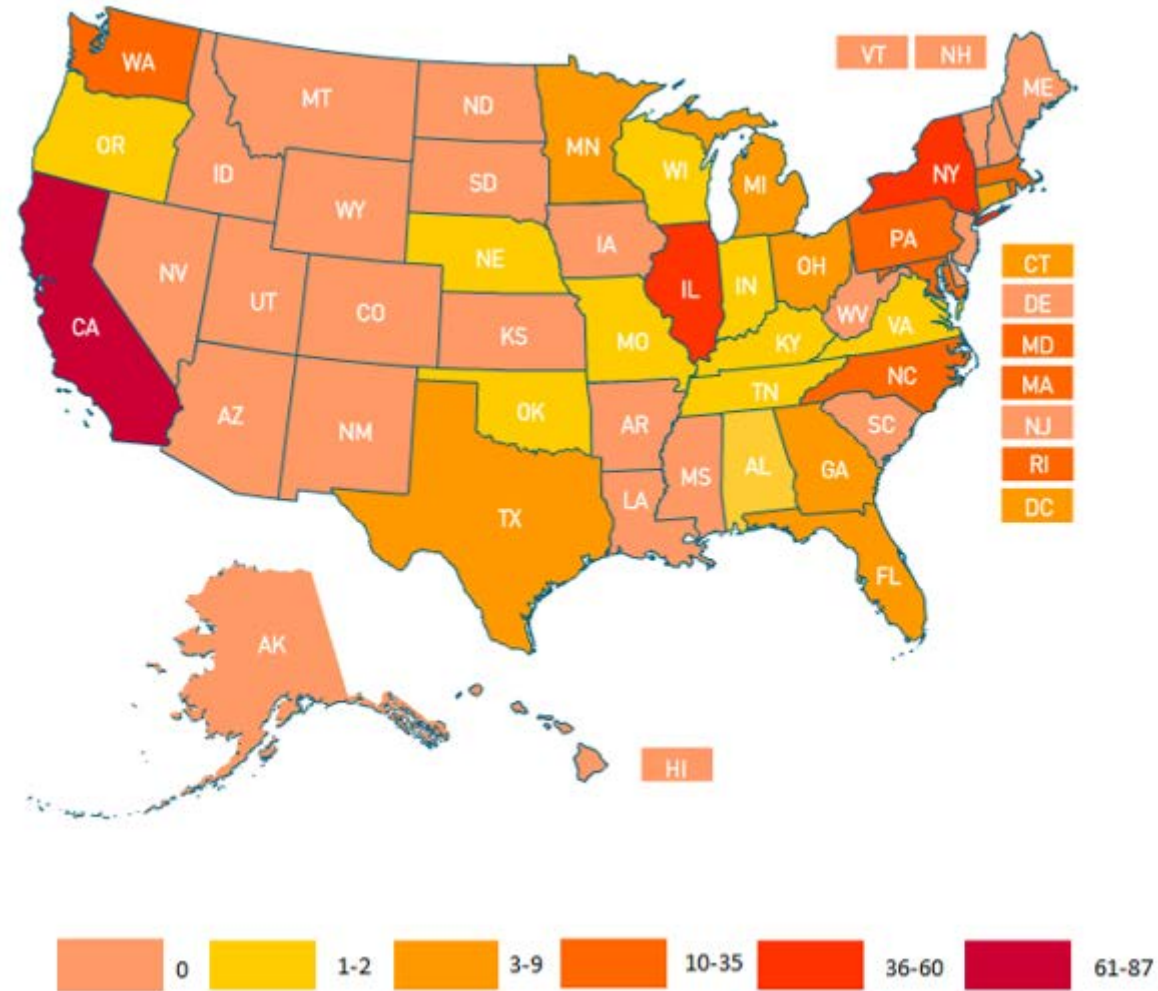 VT
NH
WA
MT
ND
ME
OR
MN
ID
SD
WI
NY
MI
WY
IA
PA
NE
OH
CT
NV
IL
IN
UT
CO
DE
WV
CA
KS
MO
KY
VA
MD
NC
MA
TN
AZ
OK
NM
AR
SC
NJ
MS
AL
GA
RI
LA
DC
TX
FL
AK
HI
0
1-2
3-9
10-35
36-60
61-87